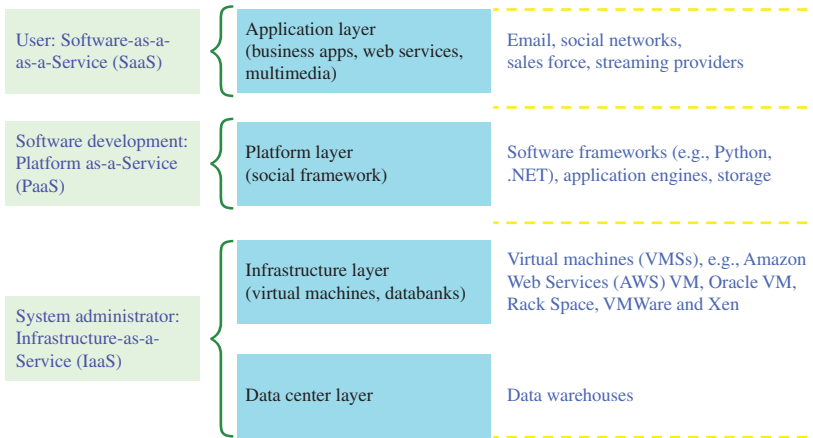 User: Software-as-a-
as-a-Service (SaaS)
Application layer
(business apps, web services,
multimedia)
Email, social networks,
sales force, streaming providers
Software development:
Platform as-a-Service
(PaaS)
Platform layer
(social framework)
Software frameworks (e.g., Python,
.NET), application engines, storage
System administrator:
Infrastructure-as-a-
Service (IaaS)
Infrastructure layer
(virtual machines, databanks)
Virtual machines (VMSs), e.g., Amazon
Web Services (AWS) VM, Oracle VM,
Rack Space, VMWare and Xen
Data center layer
Data warehouses